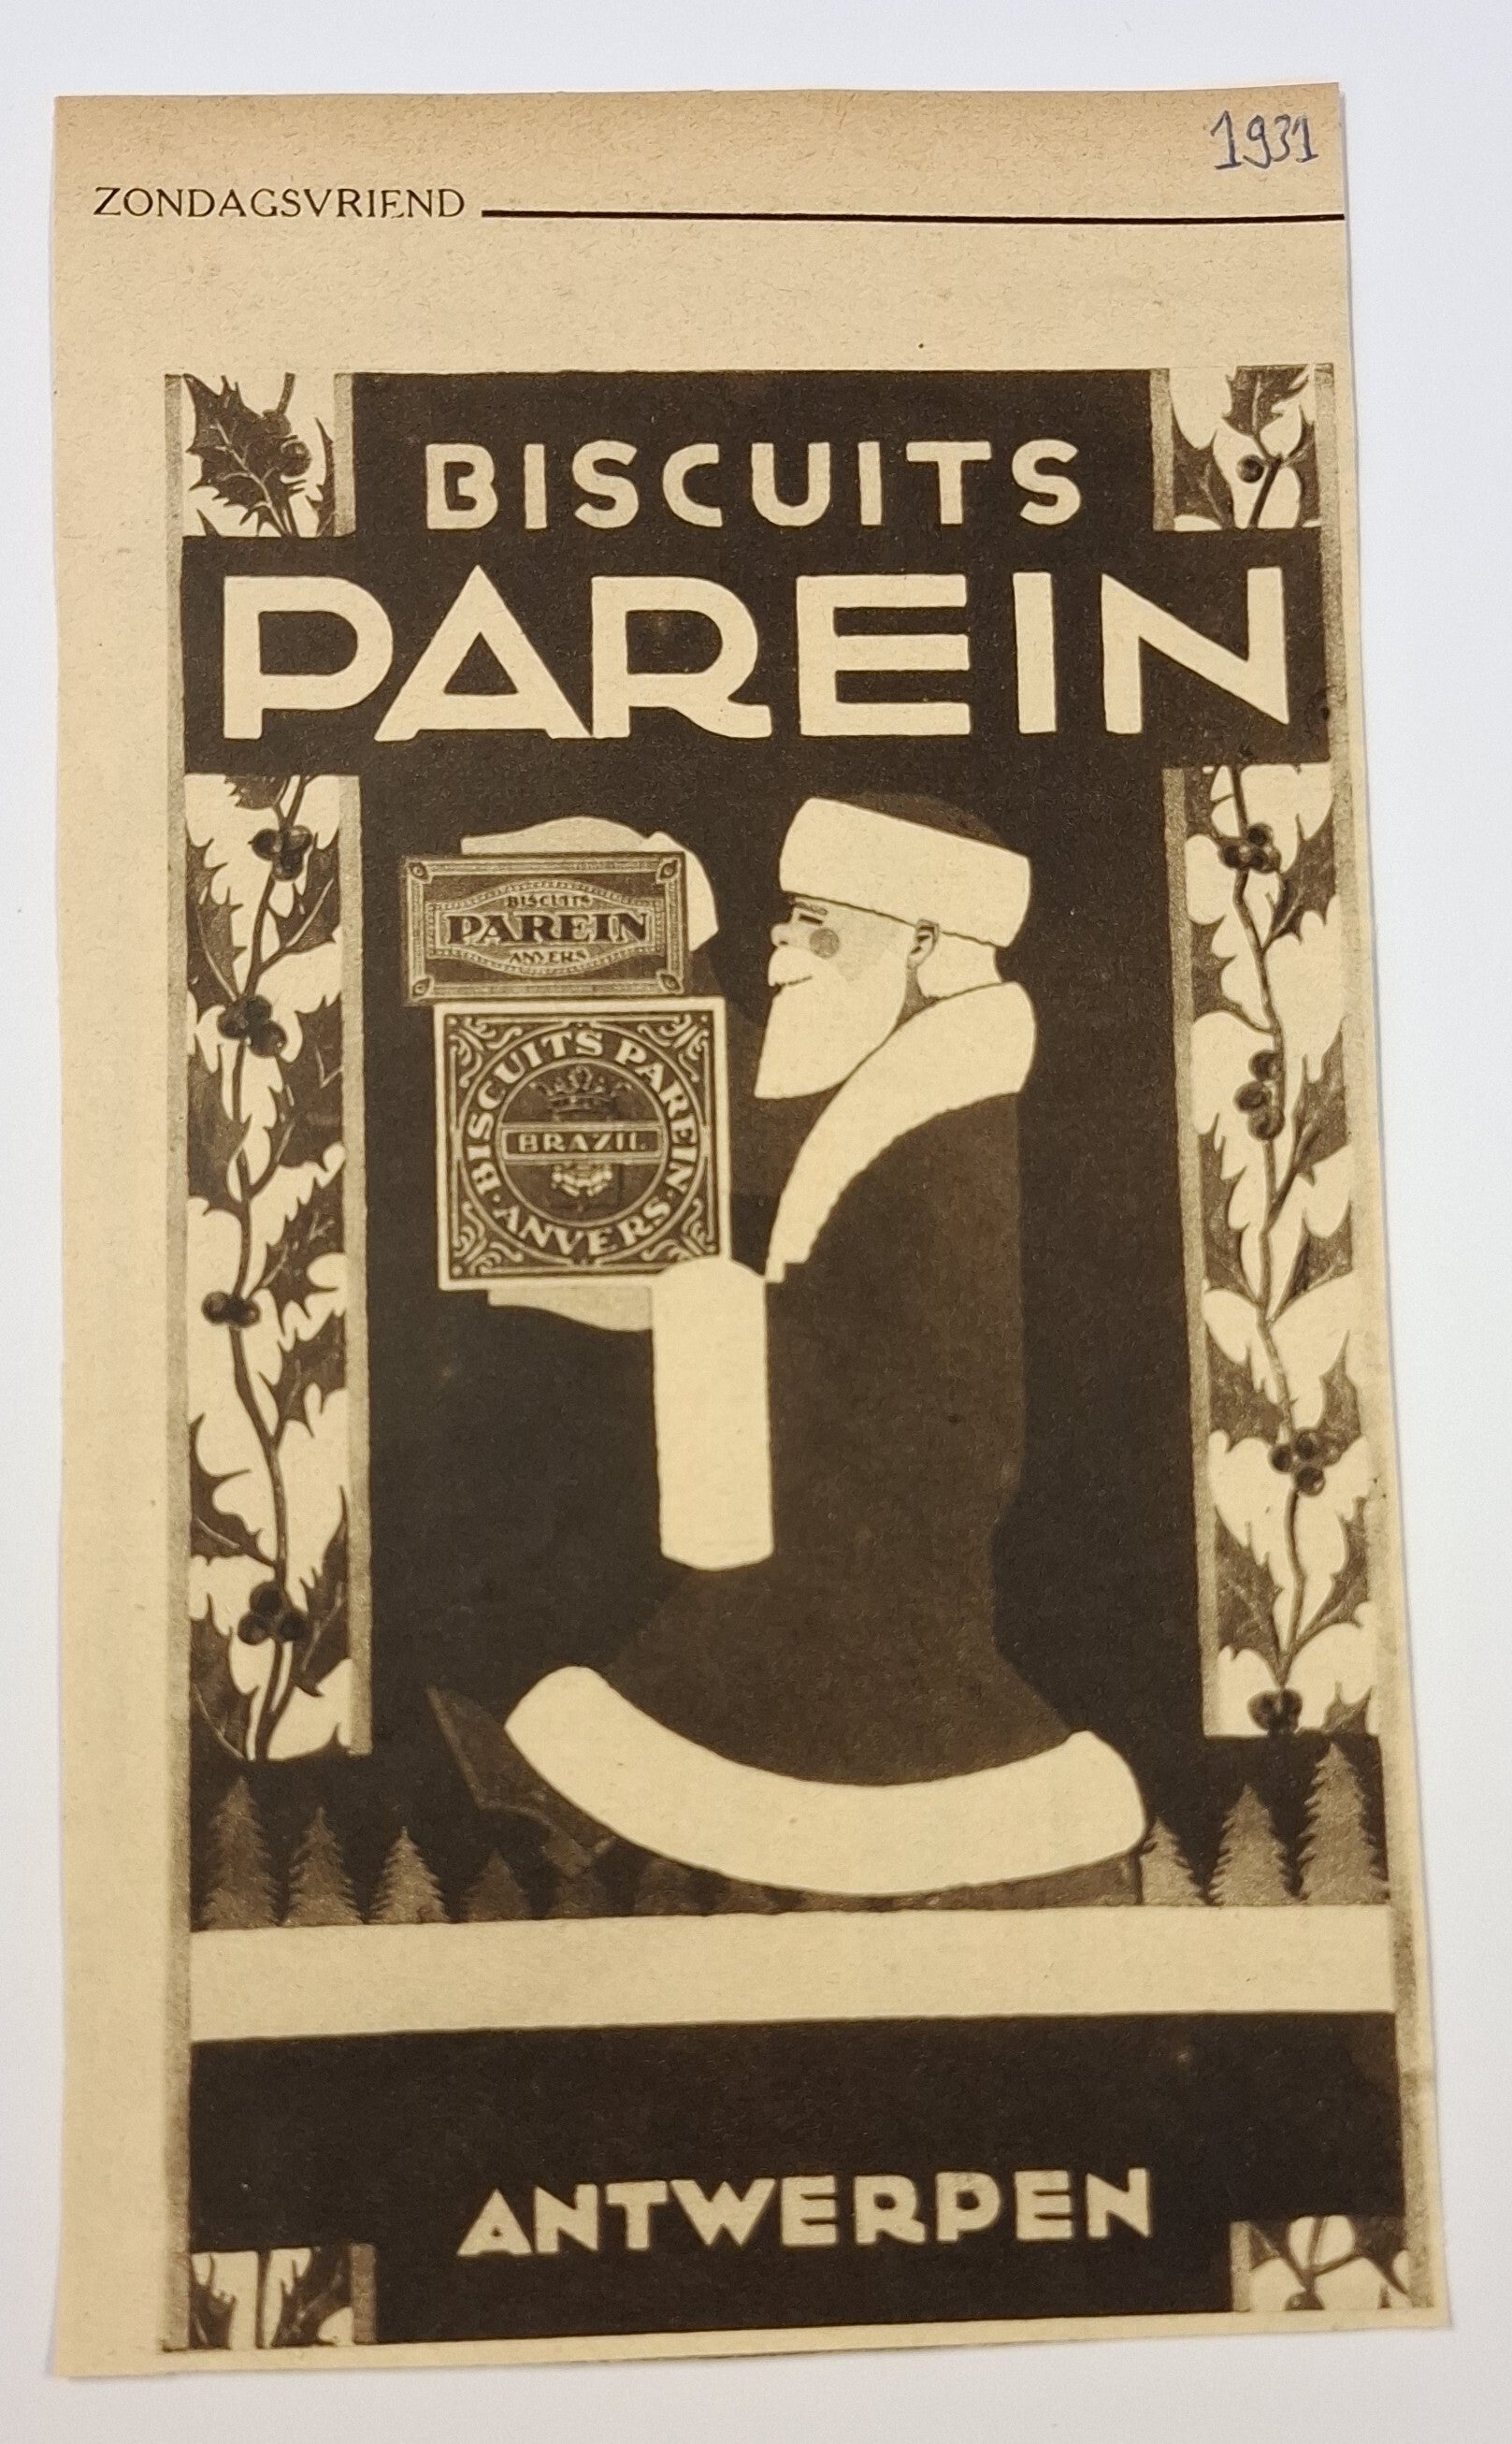 1931
ZONDAGSVRIEND
BISCUITS
PAREIN
BISCUITS
PAREIN
ANVERS
BISCUITS PAREIN
BRAZIL
· ANVERS ·
ANTWERPEN